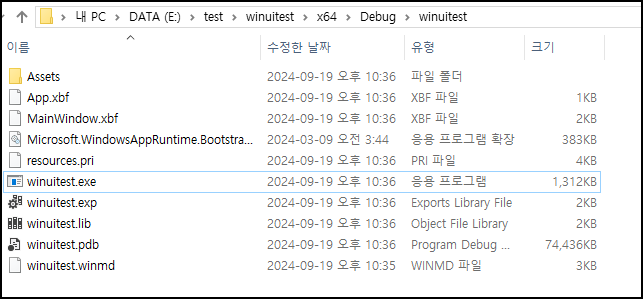 내 PC > DATA (E:) > test > winuitest > x64 > Debug > winuitest
이름 수정한 날짜 유형 크기
Assets 2024-09-19 오후 10:36 파일 폴더
App.xbf 2024-09-19 오후 10:36 XBF 파일 1KB
MainWindow.xbf 2024-09-19 오후 10:36 XBF 파일 2KB
Microsoft.WindowsAppRuntime.Bootstra... 2024-03-09 오전 3:44 응용 프로그램 확장 383KB
resources.pri 2024-09-19 오후 10:36 PRI 파일 4KB
winuitest.exe 2024-09-19 오후 10:36 응용 프로그램 1,312KB
winuitest.exp 2024-09-19 오후 10:36 Exports Library File 2KB
winuitest.lib 2024-09-19 오후 10:36 Object File Library 2KB
winuitest.pdb 2024-09-19 오후 10:36 Program Debug ... 74,436KB
winuitest.winmd 2024-09-19 오후 10:35 WINMD 파일 3KB